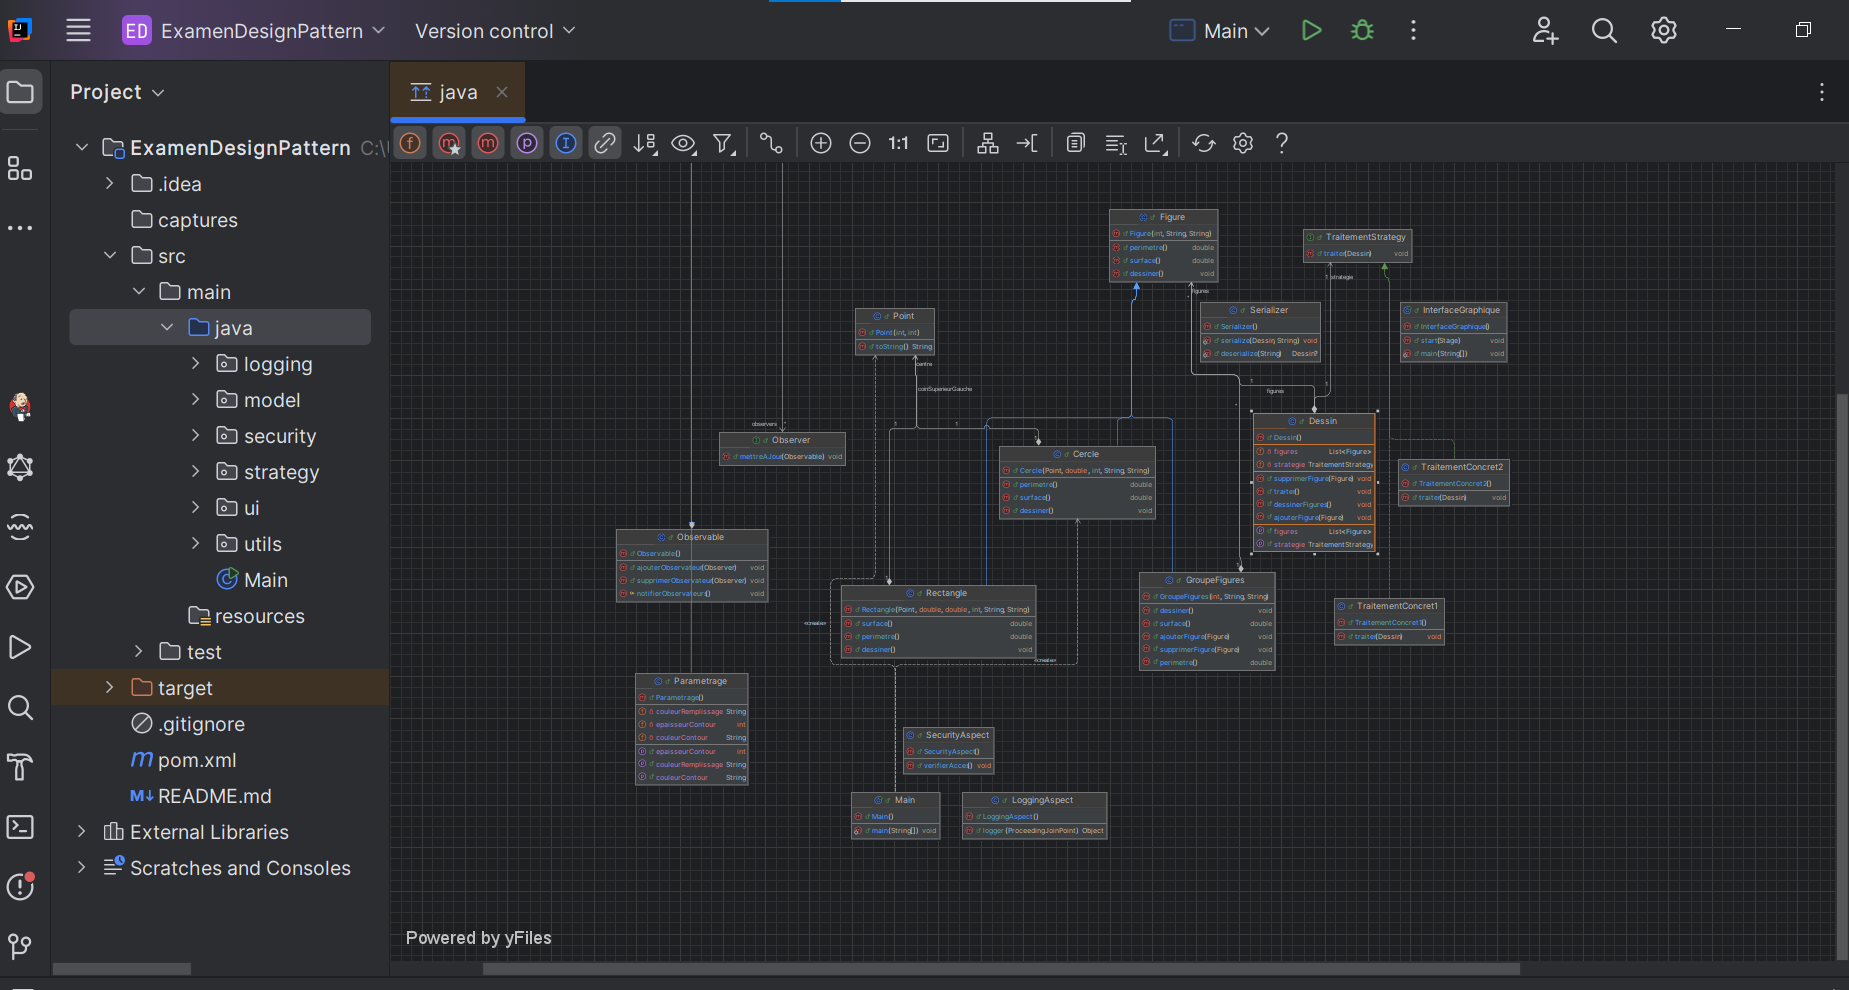 ED ExamenDesignPattern
Version control
Main
Project
java
ExamenDesignPattern
.idea
captures
src
main
java
logging
model
security
strategy
ui
utils
Main
resources
test
target
.gitignore
pom.xml
README.md
External Libraries
Scratches and Consoles
1:1
Figure
Figure(int, String, String)
perimetre() double
surface() double
dessiner() void
TraitementStrategy
traiter(Dessin) void
1 strategie
figures
Serializer
Serializer()
serialize(Dessin, String) void
deserialize(String) Dessin?
InterfaceGraphique
InterfaceGraphique()
start(Stage) void
main(String[]) void
Point
Point(int, int)
toString() String
centre
coinSuperieurGauche
figures
observers
Observer
mettreAJour(Observable) void
Cercle
Cercle(Point, double, int, String, String)
perimetre() double
surface() double
dessiner() void
Dessin
Dessin()
figures List<Figure>
strategie TraitementStrategy
supprimerFigure(Figure) void
traiter() void
dessinerFigures() void
ajouterFigure(Figure) void
figures List<Figure>
strategie TraitementStrategy
TraitementConcret2
TraitementConcret2()
traiter(Dessin) void
Observable
Observable()
ajouterObservateur(Observer) void
supprimerObservateur(Observer) void
notifierObservateurs() void
Rectangle
Rectangle(Point, double, double, int, String, String)
surface() double
perimetre() double
dessiner() void
«create»
«create»
GroupeFigures
GroupeFigures(int, String, String)
dessiner() void
surface() double
ajouterFigure(Figure) void
supprimerFigure(Figure) void
perimetre() double
TraitementConcret1
TraitementConcret1()
traiter(Dessin) void
Parametrage
Parametrage()
couleurRemplissage String
epaisseurContour int
couleurContour String
epaisseurContour int
couleurRemplissage String
couleurContour String
SecurityAspect
SecurityAspect()
verifierAcces() void
Main
Main()
main(String[]) void
LoggingAspect
LoggingAspect()
logger(ProceedingJoinPoint) Object
Powered by yFiles